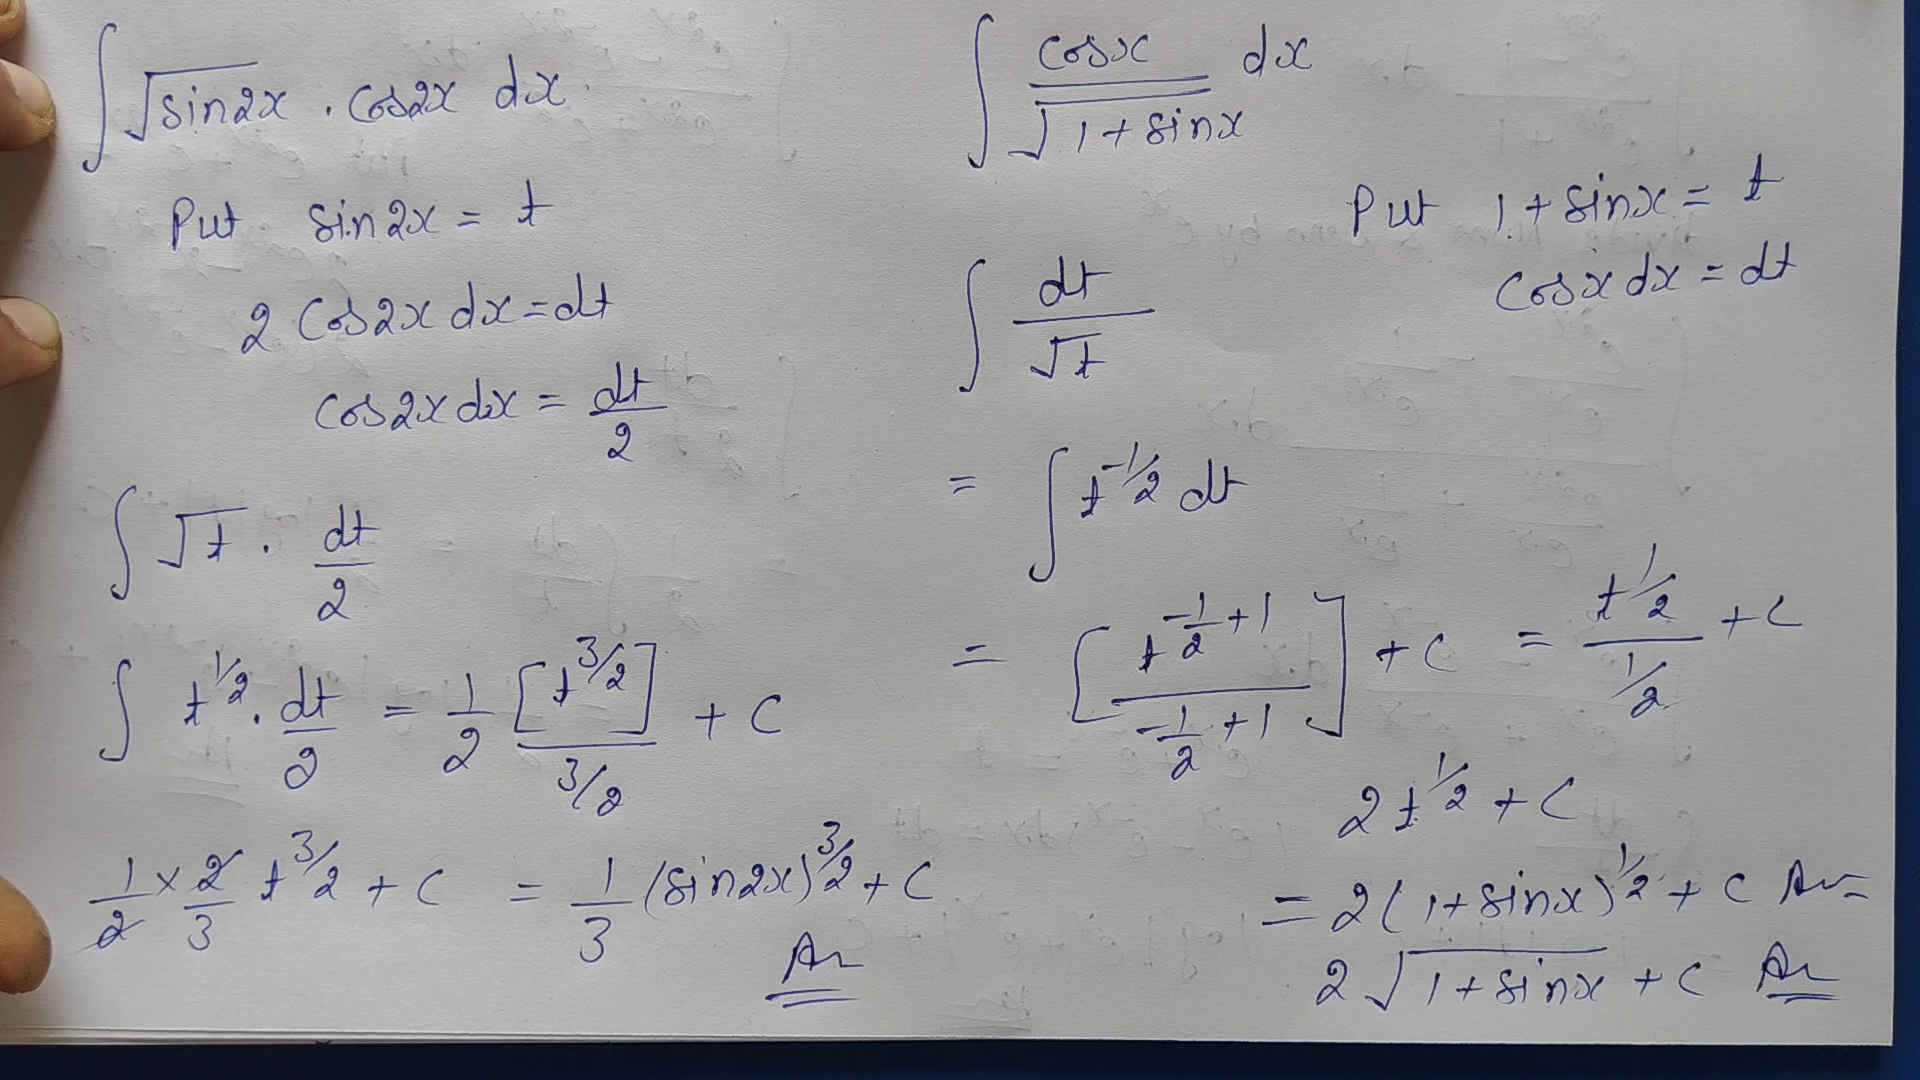 ∫ √sin2x . cos2x dx
Put sin2x = t
2 cos2x dx = dt
cos2x dx = dt/2
∫ √t . dt/2
∫ t^1/2 . dt/2 = 1/2 [t^3/2]/(3/2) + C
1/2 × 2/3 t^3/2 + C = 1/3 (sin2x)^3/2 + C
An
∫ cosx/√(1+sinx) dx
Put 1+sinx = t
cosx dx = dt
∫ dt/√t
= ∫ t^-1/2 dt
= [t^(-1/2+1)/(-1/2+1)] + C = t^1/2/(1/2) + C
2t^1/2 + C
= 2(1+sinx)^1/2 + C An
2√(1+sinx) + C An